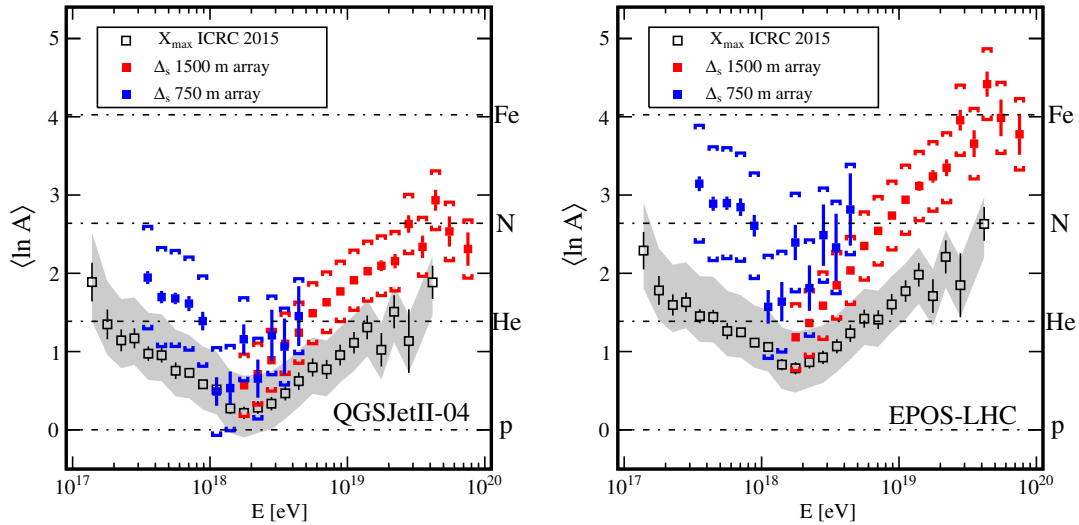 5
4
3
2
1
0
⟨ln A⟩
X_max ICRC 2015
Δ_s 1500 m array
Δ_s 750 m array
Fe
N
He
p
QGSJetII-04
10^17
10^18
10^19
10^20
E [eV]
5
4
3
2
1
0
⟨ln A⟩
X_max ICRC 2015
Δ_s 1500 m array
Δ_s 750 m array
Fe
N
He
p
EPOS-LHC
10^17
10^18
10^19
10^20
E [eV]